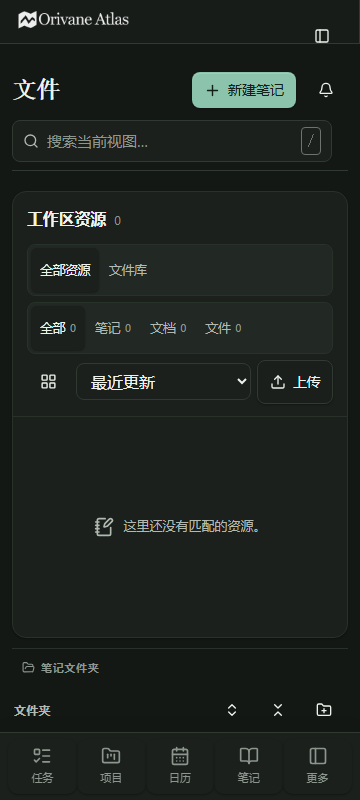 Orivane Atlas
文件
新建笔记
搜索当前视图...
/
工作区资源 0
全部资源 文件库
全部 0 笔记 0 文档 0 文件 0
最近更新 上传
这里还没有匹配的资源。
笔记文件夹
文件夹
任务 项目 日历 笔记 更多